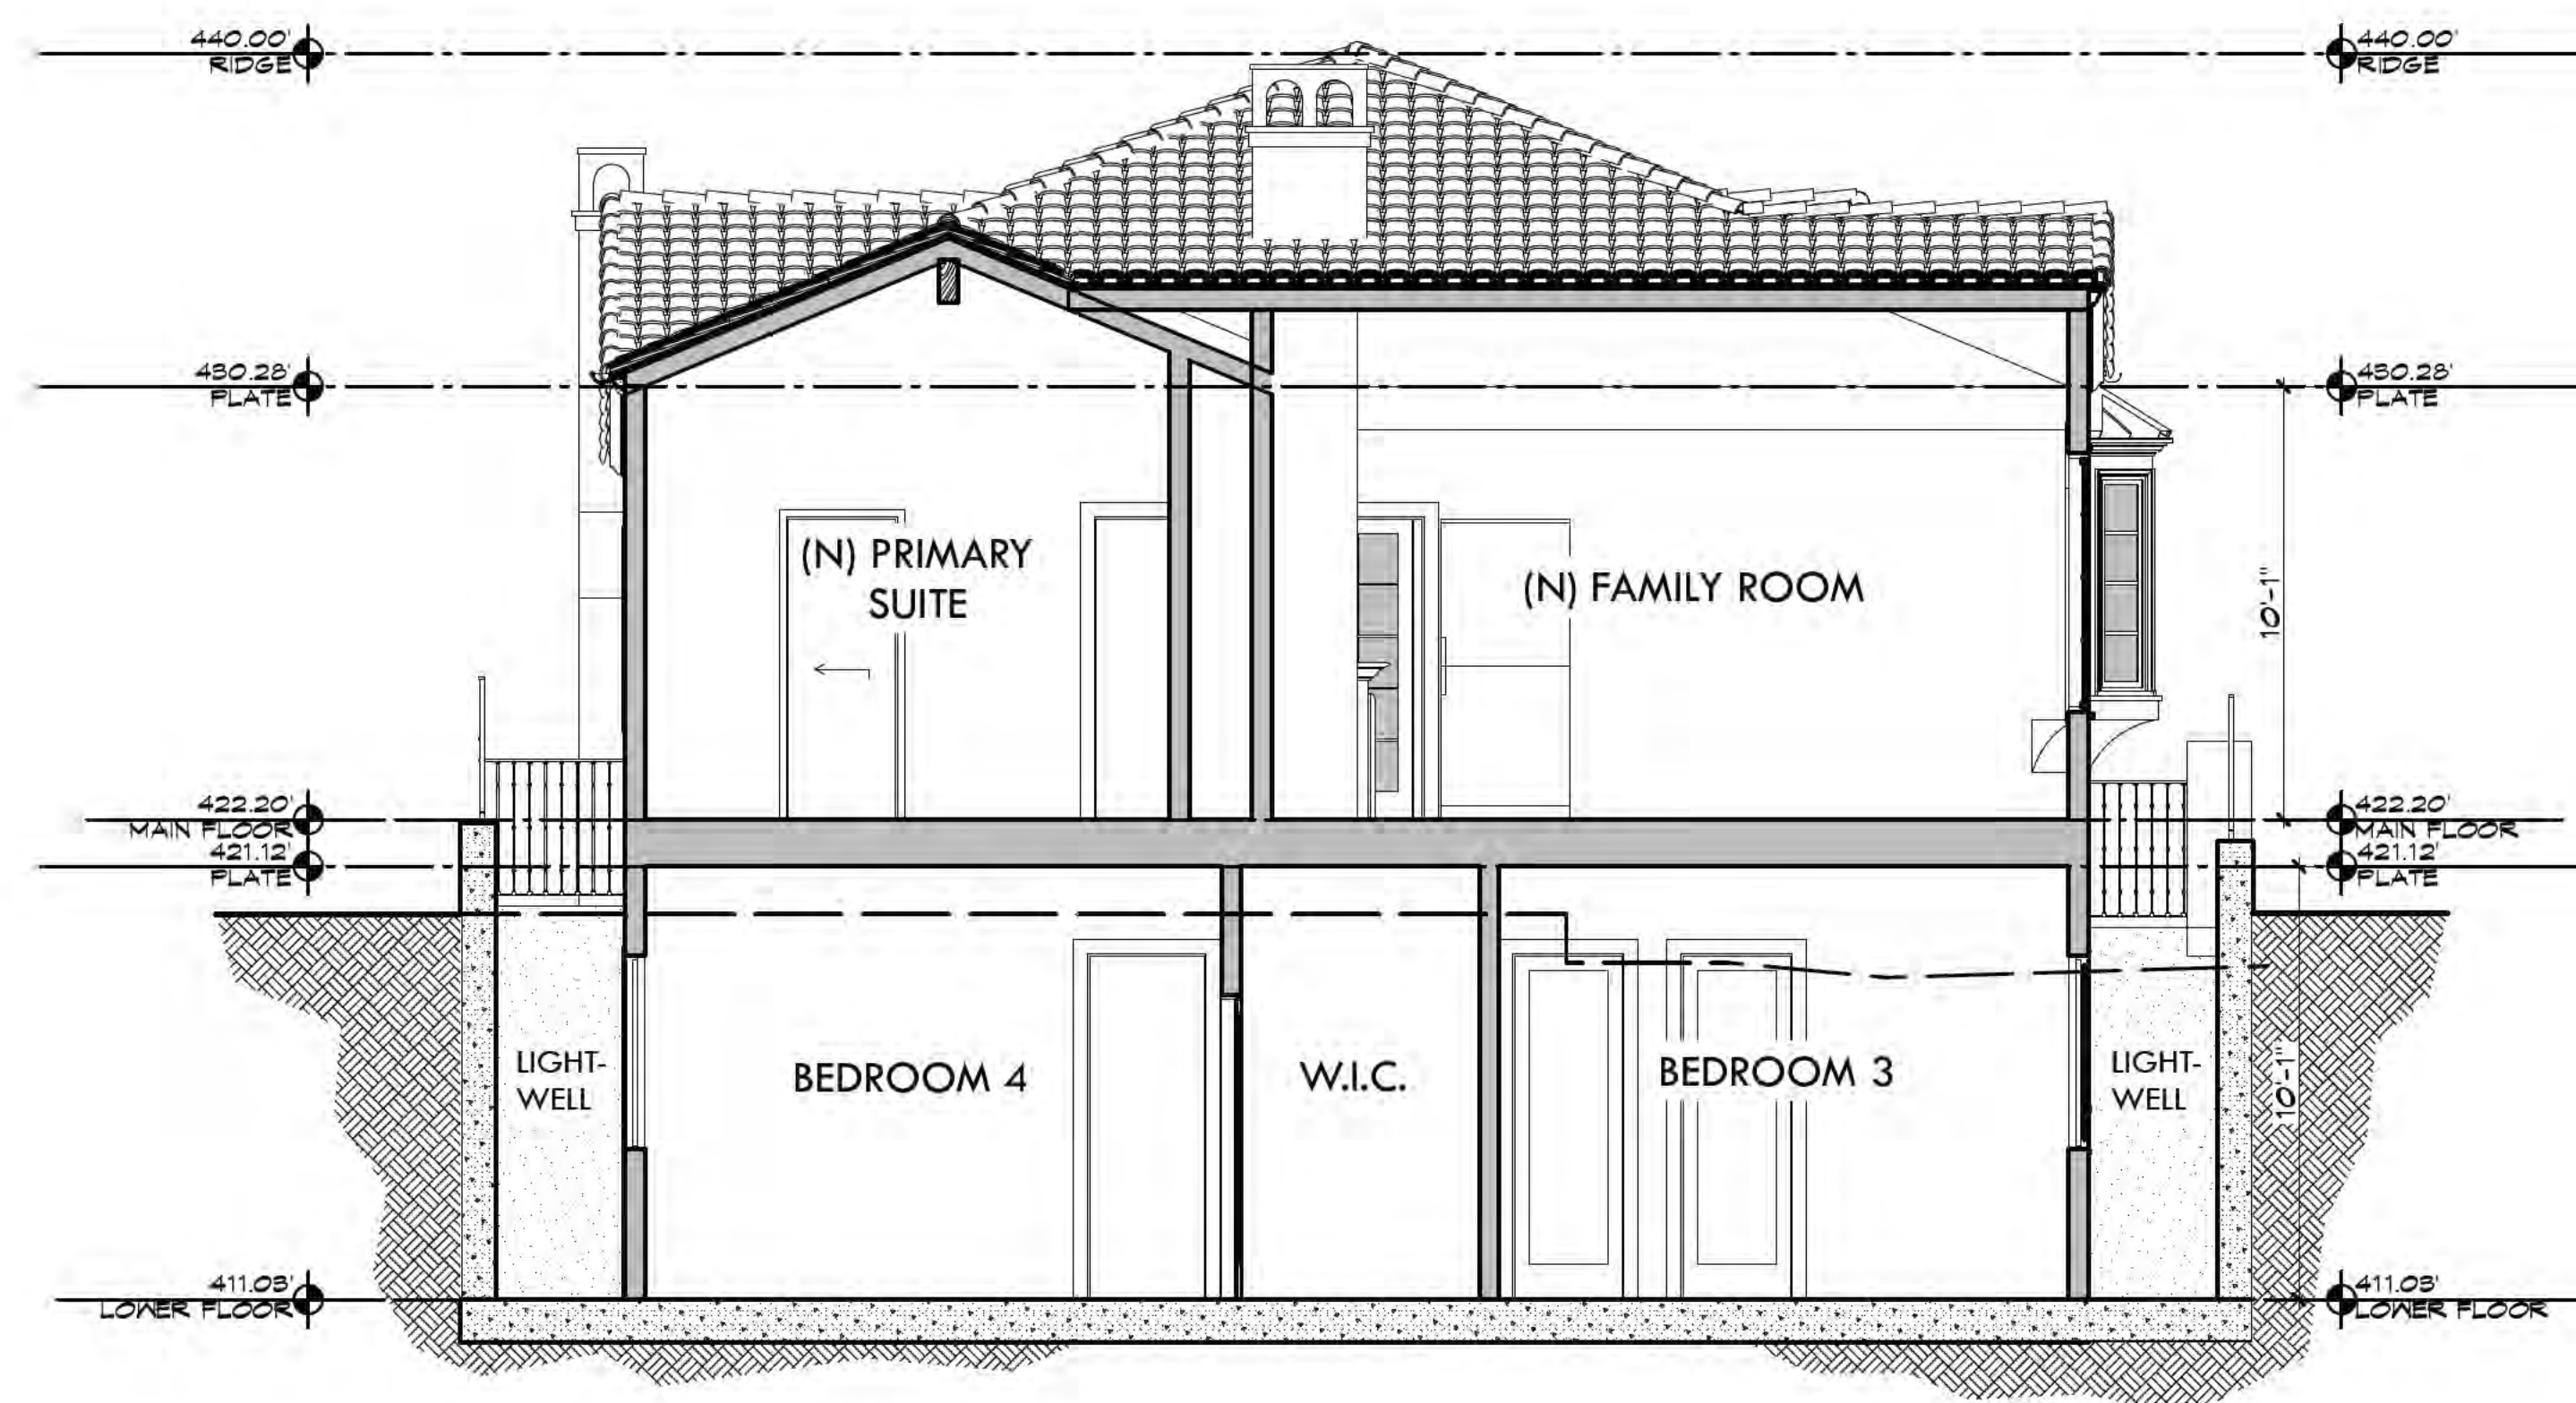 440.00'
RIDGE
440.00'
RIDGE
430.28'
PLATE
430.28'
PLATE
(N) PRIMARY
SUITE
(N) FAMILY ROOM
10'-1"
422.20'
MAIN FLOOR
421.12'
PLATE
422.20'
MAIN FLOOR
421.12'
PLATE
LIGHT-
WELL
BEDROOM 4
W.I.C.
BEDROOM 3
LIGHT-
WELL
10'-1"
411.03'
LOWER FLOOR
411.03'
LOWER FLOOR